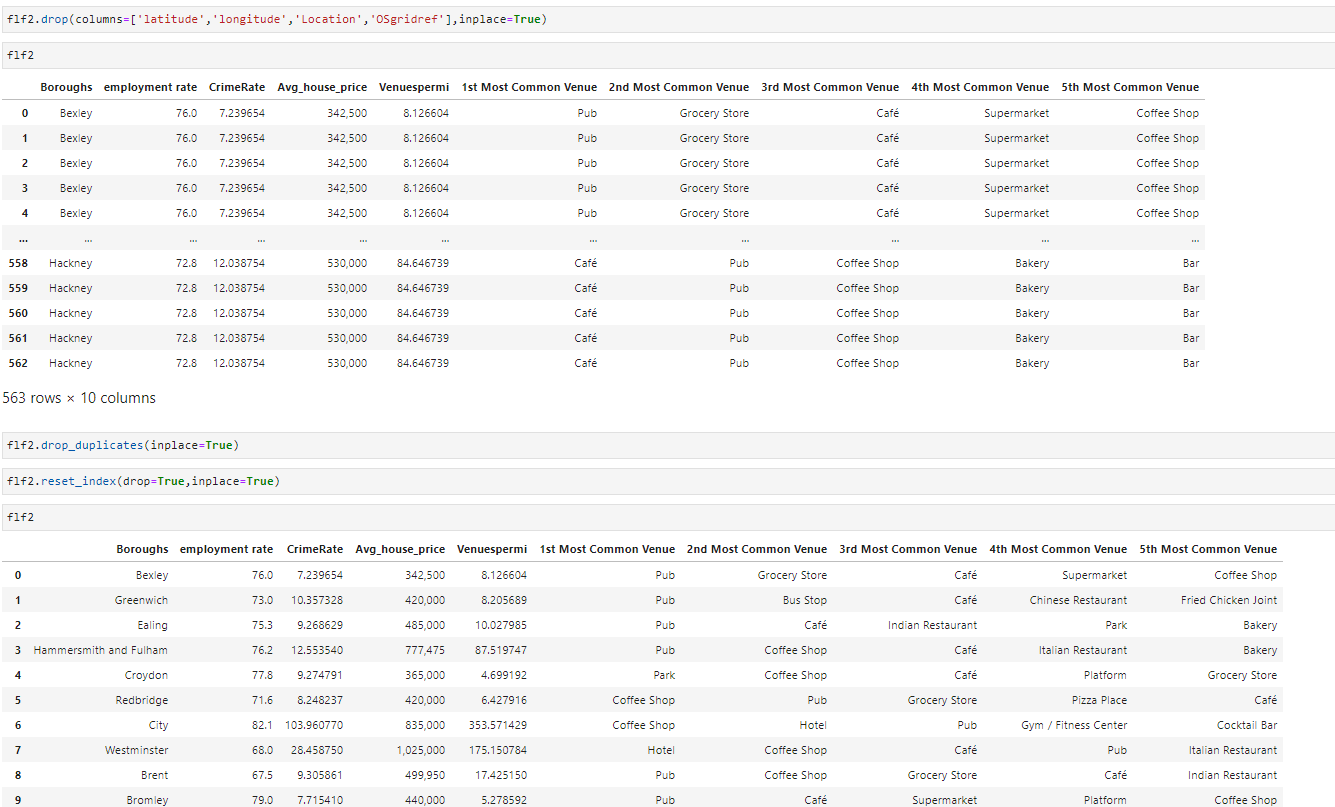 flf2.drop(columns=['latitude','longitude','Location','OSgridref'],inplace=True)
flf2
Boroughs employment rate CrimeRate Avg_house_price Venuespermi 1st Most Common Venue 2nd Most Common Venue 3rd Most Common Venue 4th Most Common Venue 5th Most Common Venue
0 Bexley 76.0 7.239654 342,500 8.126604 Pub Grocery Store Café Supermarket Coffee Shop
1 Bexley 76.0 7.239654 342,500 8.126604 Pub Grocery Store Café Supermarket Coffee Shop
2 Bexley 76.0 7.239654 342,500 8.126604 Pub Grocery Store Café Supermarket Coffee Shop
3 Bexley 76.0 7.239654 342,500 8.126604 Pub Grocery Store Café Supermarket Coffee Shop
4 Bexley 76.0 7.239654 342,500 8.126604 Pub Grocery Store Café Supermarket Coffee Shop
... ... ... ... ... ... ... ... ... ... ...
558 Hackney 72.8 12.038754 530,000 84.646739 Café Pub Coffee Shop Bakery Bar
559 Hackney 72.8 12.038754 530,000 84.646739 Café Pub Coffee Shop Bakery Bar
560 Hackney 72.8 12.038754 530,000 84.646739 Café Pub Coffee Shop Bakery Bar
561 Hackney 72.8 12.038754 530,000 84.646739 Café Pub Coffee Shop Bakery Bar
562 Hackney 72.8 12.038754 530,000 84.646739 Café Pub Coffee Shop Bakery Bar
563 rows × 10 columns
flf2.drop_duplicates(inplace=True)
flf2.reset_index(drop=True,inplace=True)
flf2
Boroughs employment rate CrimeRate Avg_house_price Venuespermi 1st Most Common Venue 2nd Most Common Venue 3rd Most Common Venue 4th Most Common Venue 5th Most Common Venue
0 Bexley 76.0 7.239654 342,500 8.126604 Pub Grocery Store Café Supermarket Coffee Shop
1 Greenwich 73.0 10.357328 420,000 8.205689 Pub Bus Stop Café Chinese Restaurant Fried Chicken Joint
2 Ealing 75.3 9.268629 485,000 10.027985 Pub Café Indian Restaurant Park Bakery
3 Hammersmith and Fulham 76.2 12.553540 777,475 87.519747 Pub Coffee Shop Café Italian Restaurant Bakery
4 Croydon 77.8 9.274791 365,000 4.699192 Park Coffee Shop Café Platform Grocery Store
5 Redbridge 71.6 8.248237 420,000 6.427916 Coffee Shop Pub Grocery Store Pizza Place Café
6 City 82.1 103.960770 835,000 353.571429 Coffee Shop Hotel Pub Gym / Fitness Center Cocktail Bar
7 Westminster 68.0 28.458750 1,025,000 175.150784 Hotel Coffee Shop Café Pub Italian Restaurant
8 Brent 67.5 9.305861 499,950 17.425150 Pub Coffee Shop Grocery Store Café Indian Restaurant
9 Bromley 79.0 7.715410 440,000 5.278592 Pub Café Supermarket Platform Coffee Shop